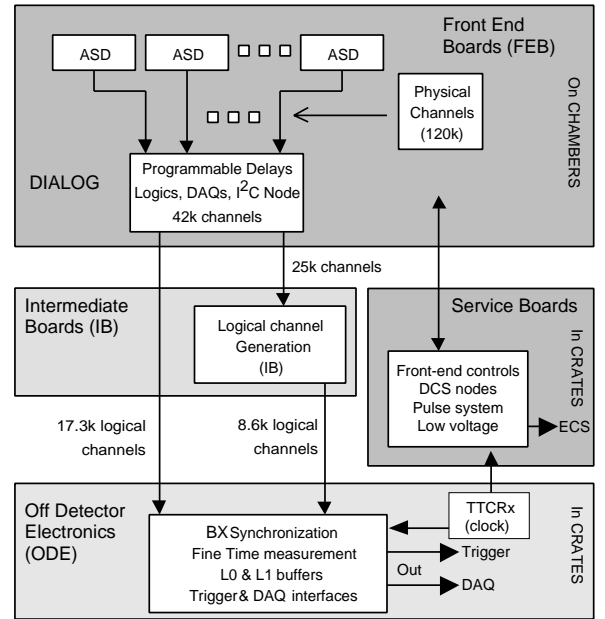 Front End
Boards (FEB)
ASD
ASD
ASD
On CHAMBERS
Physical
Channels
(120k)
DIALOG
Programmable Delays
Logics, DAQs, I2C Node
42k channels
25k channels
Intermediate
Boards (IB)
Logical channel
Generation
(IB)
Service Boards
In CRATES
Front-end controls
DCS nodes
Pulse system
Low voltage
ECS
17.3k logical
channels
8.6k logical
channels
Off Detector
Electronics
(ODE)
TTCRx
(clock)
In CRATES
BX Synchronization
Fine Time measurement
L0 & L1 buffers
Trigger & DAQ interfaces
Trigger
Out
DAQ